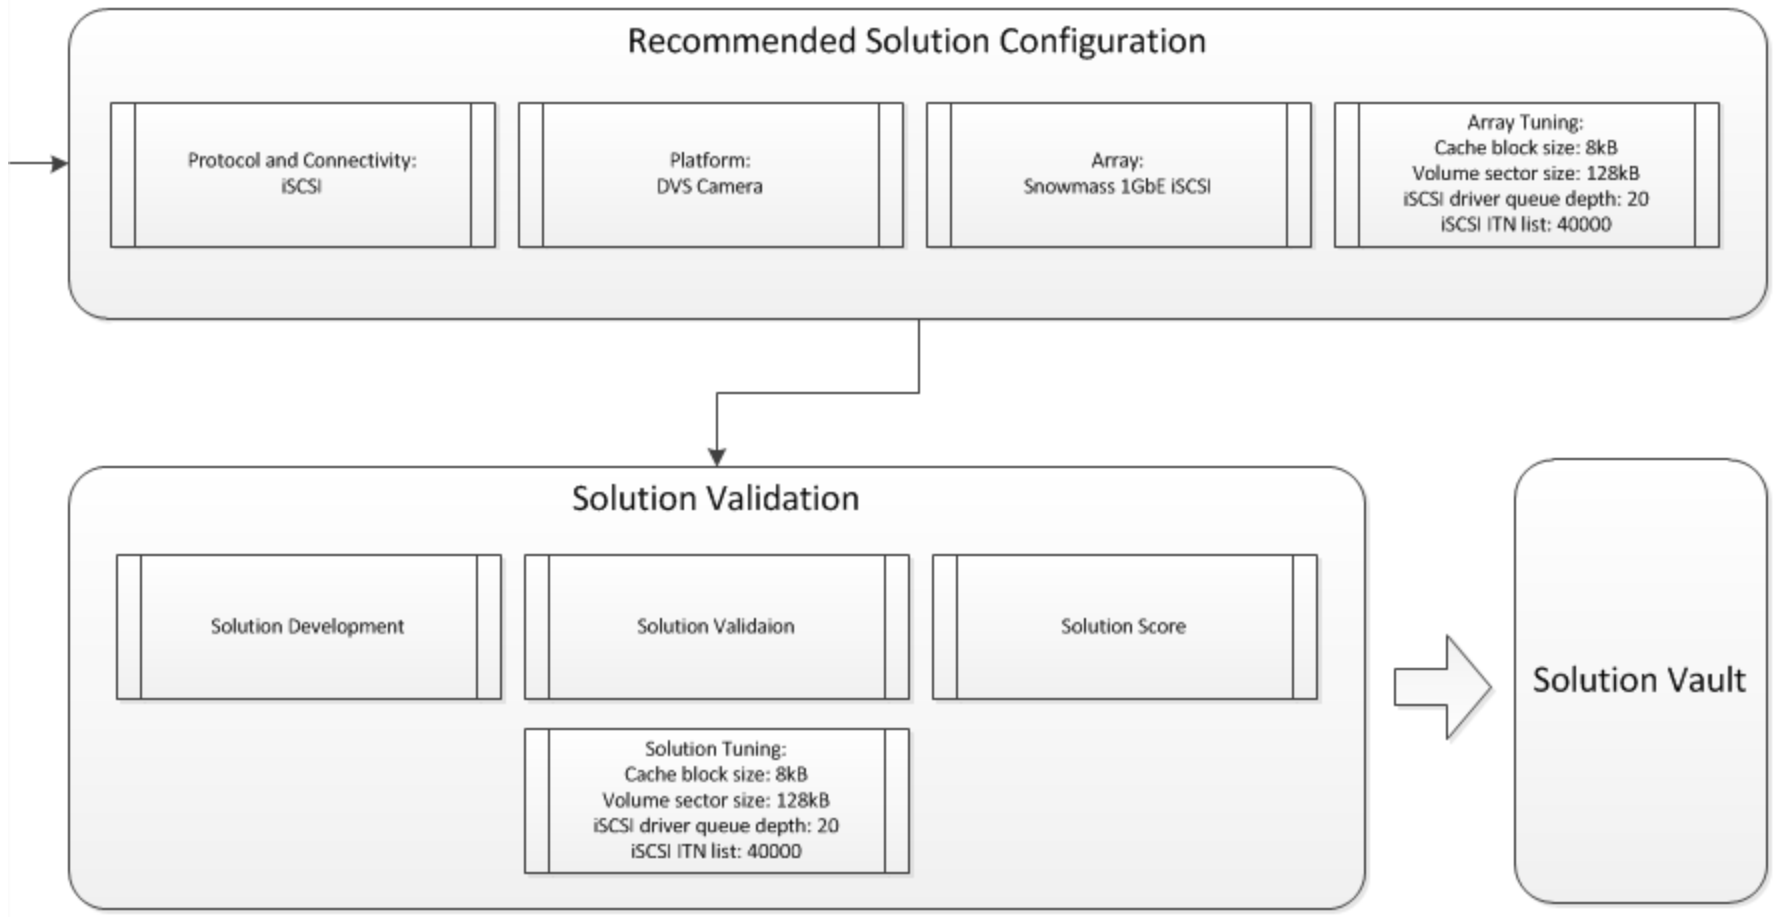 Recommended Solution Configuration
Protocol and Connectivity:
iSCSI
Platform:
DVS Camera
Array:
Snowmass 1GbE iSCSI
Array Tuning:
Cache block size: 8kB
Volume sector size: 128kB
iSCSI driver queue depth: 20
iSCSI ITN list: 40000
Solution Validation
Solution Development
Solution Validaion
Solution Score
Solution Tuning:
Cache block size: 8kB
Volume sector size: 128kB
iSCSI driver queue depth: 20
iSCSI ITN list: 40000
Solution Vault